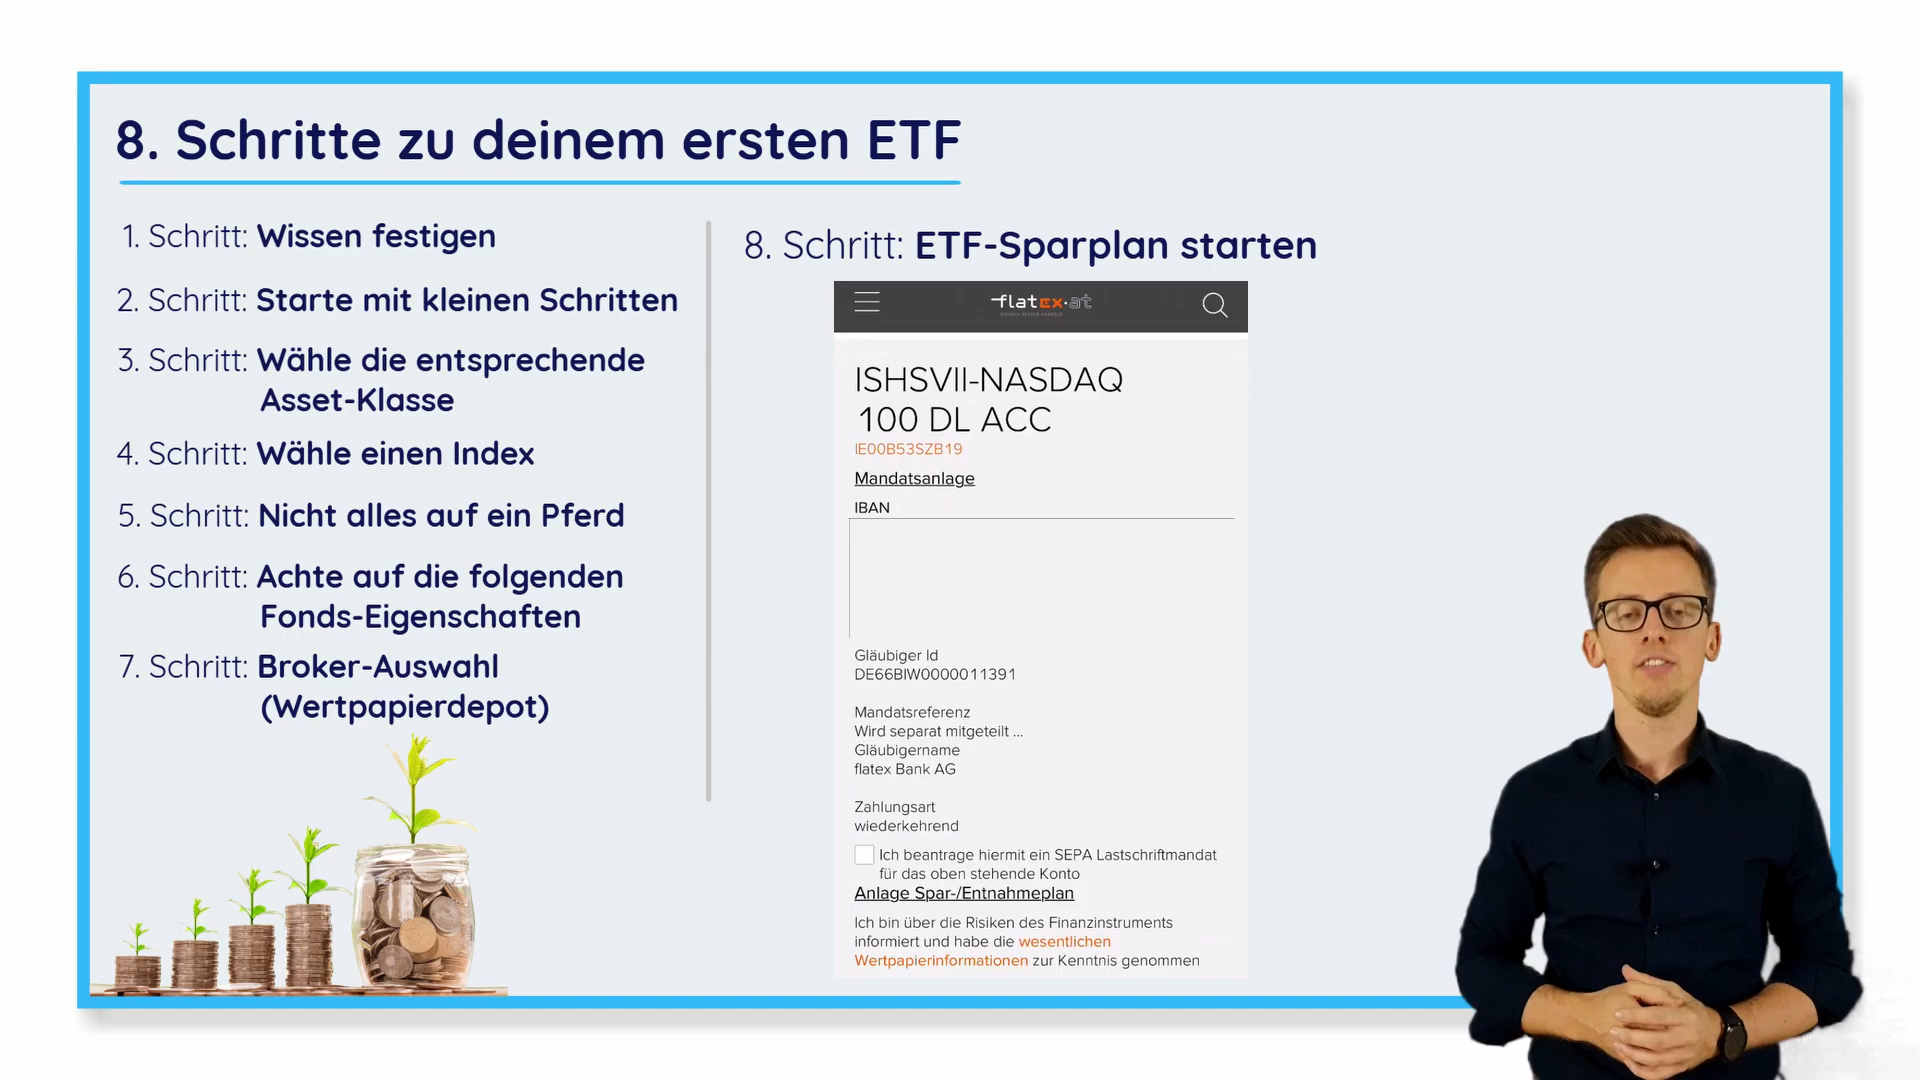 8. Schritte zu deinem ersten ETF
1. Schritt: Wissen festigen
2. Schritt: Starte mit kleinen Schritten
3. Schritt: Wähle die entsprechende
Asset-Klasse
4. Schritt: Wähle einen Index
5. Schritt: Nicht alles auf ein Pferd
6. Schritt: Achte auf die folgenden
Fonds-Eigenschaften
7. Schritt: Broker-Auswahl
(Wertpapierdepot)
8. Schritt: ETF-Sparplan starten
flatex.at
ISHSVII-NASDAQ
100 DL ACC
IE00B53SZB19
Mandatsanlage
IBAN
Gläubiger Id
DE66BIW0000011391
Mandatsreferenz
Wird separat mitgeteilt ...
Gläubigername
flatex Bank AG
Zahlungsart
wiederkehrend
Ich beantrage hiermit ein SEPA Lastschriftmandat
für das oben stehende Konto
Anlage Spar-/Entnahmeplan
Ich bin über die Risiken des Finanzinstruments
informiert und habe die wesentlichen
Wertpapierinformationen zur Kenntnis genommen